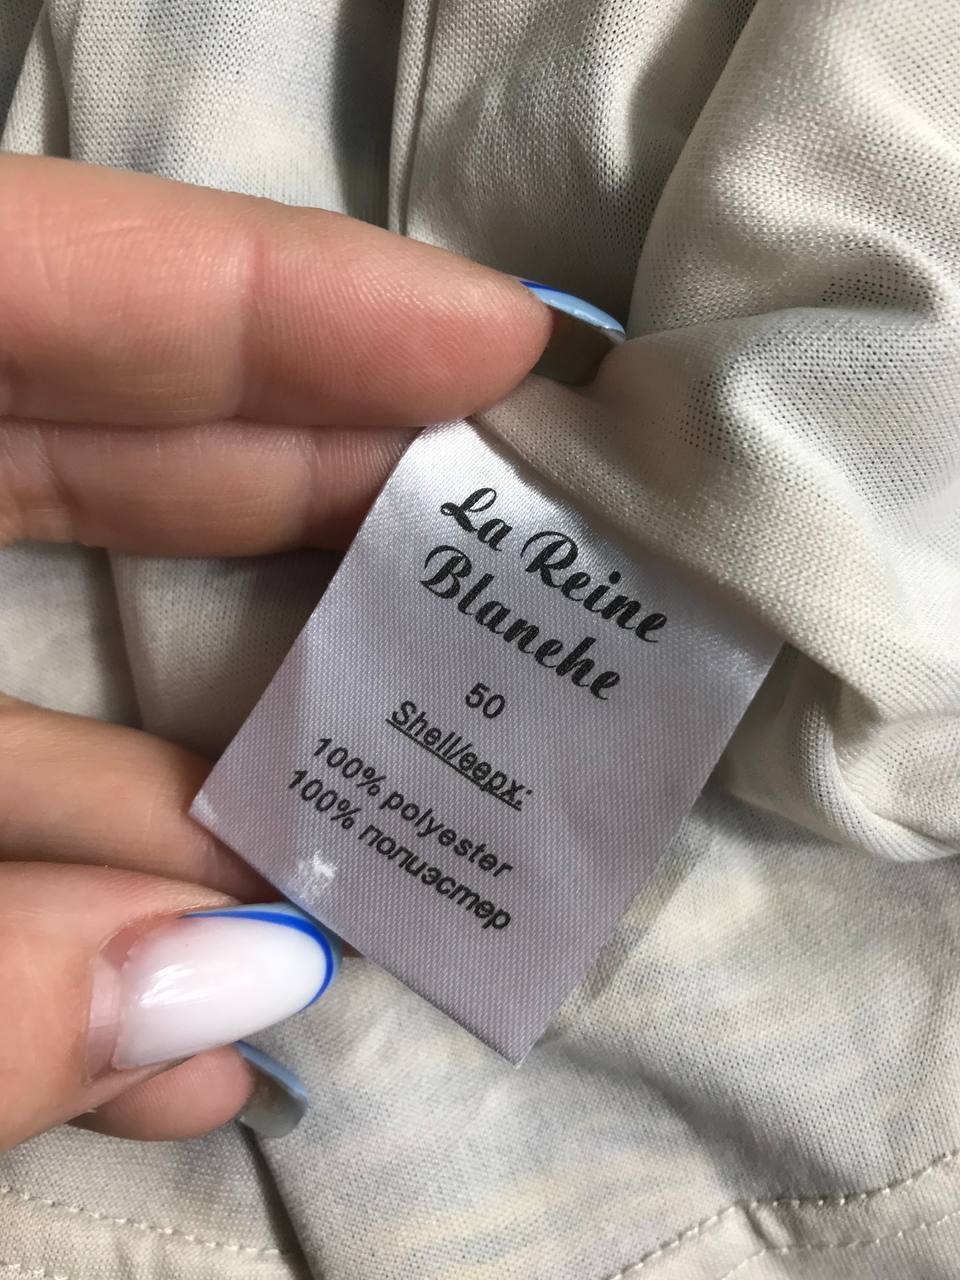 La Reine
Blanche
50
Shell/верх:
100% polyester
100% полиэстер